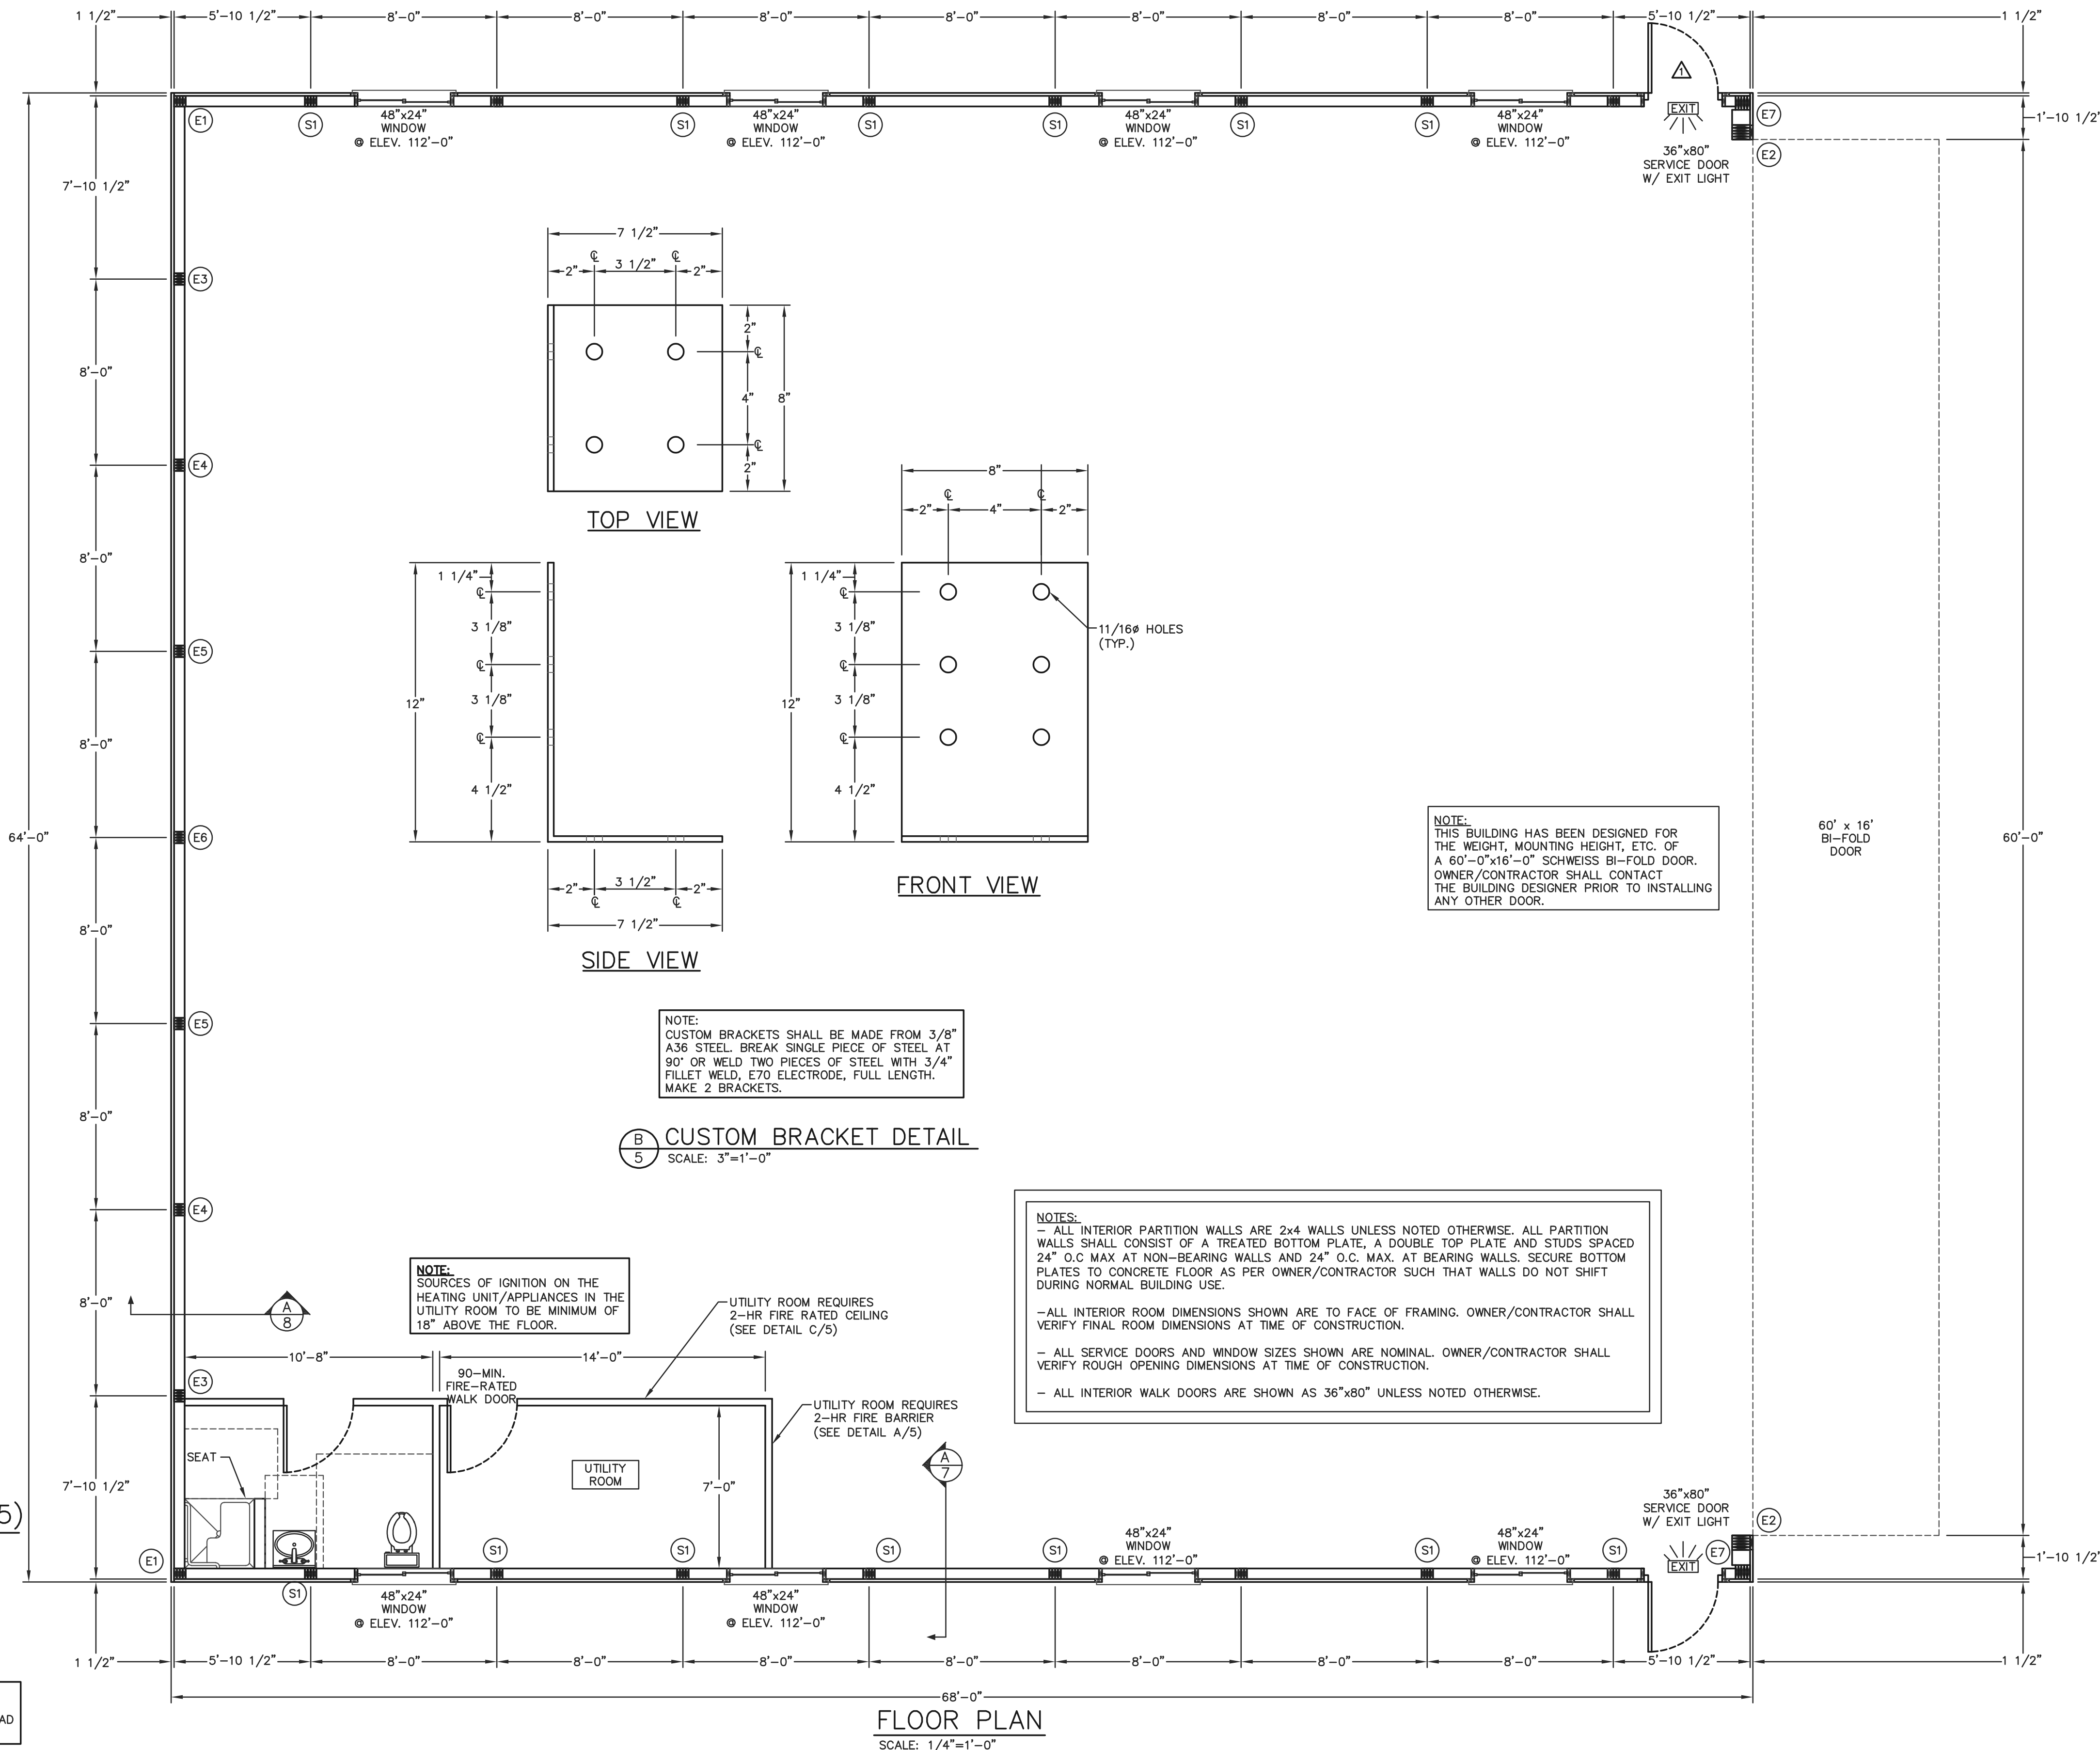 1 1/2"
5'-10 1/2"
8'-0"
8'-0"
8'-0"
8'-0"
8'-0"
8'-0"
8'-0"
5'-10 1/2"
1 1/2"
1
E1
S1
48"x24"
WINDOW
@ ELEV. 112'-0"
S1
48"x24"
WINDOW
@ ELEV. 112'-0"
S1
S1
48"x24"
WINDOW
@ ELEV. 112'-0"
S1
S1
48"x24"
WINDOW
@ ELEV. 112'-0"
EXIT
36"x80"
SERVICE DOOR
W/ EXIT LIGHT
E7
E2
1'-10 1/2"
7'-10 1/2"
E3
8'-0"
E4
8'-0"
E5
8'-0"
E6
8'-0"
E5
8'-0"
E4
8'-0"
E3
7'-10 1/2"
64'-0"
7 1/2"
℄
℄
2"
3 1/2"
2"
2"
℄
4"
8"
℄
2"
TOP VIEW
1 1/4"
℄
3 1/8"
℄
3 1/8"
12"
℄
4 1/2"
2"
3 1/2"
2"
℄
℄
7 1/2"
SIDE VIEW
8"
℄
℄
2"
4"
2"
1 1/4"
℄
3 1/8"
℄
3 1/8"
12"
℄
4 1/2"
11/16ø HOLES
(TYP.)
FRONT VIEW
NOTE:
THIS BUILDING HAS BEEN DESIGNED FOR
THE WEIGHT, MOUNTING HEIGHT, ETC. OF
A 60'-0"x16'-0" SCHWEISS BI-FOLD DOOR.
OWNER/CONTRACTOR SHALL CONTACT
THE BUILDING DESIGNER PRIOR TO INSTALLING
ANY OTHER DOOR.
60' x 16'
BI-FOLD
DOOR
60'-0"
NOTE:
CUSTOM BRACKETS SHALL BE MADE FROM 3/8"
A36 STEEL. BREAK SINGLE PIECE OF STEEL AT
90° OR WELD TWO PIECES OF STEEL WITH 3/4"
FILLET WELD, E70 ELECTRODE, FULL LENGTH.
MAKE 2 BRACKETS.
B
5
CUSTOM BRACKET DETAIL
SCALE: 3"=1'-0"
NOTES:
- ALL INTERIOR PARTITION WALLS ARE 2x4 WALLS UNLESS NOTED OTHERWISE. ALL PARTITION
WALLS SHALL CONSIST OF A TREATED BOTTOM PLATE, A DOUBLE TOP PLATE AND STUDS SPACED
24" O.C MAX AT NON-BEARING WALLS AND 24" O.C. MAX. AT BEARING WALLS. SECURE BOTTOM
PLATES TO CONCRETE FLOOR AS PER OWNER/CONTRACTOR SUCH THAT WALLS DO NOT SHIFT
DURING NORMAL BUILDING USE.
-ALL INTERIOR ROOM DIMENSIONS SHOWN ARE TO FACE OF FRAMING. OWNER/CONTRACTOR SHALL
VERIFY FINAL ROOM DIMENSIONS AT TIME OF CONSTRUCTION.
- ALL SERVICE DOORS AND WINDOW SIZES SHOWN ARE NOMINAL. OWNER/CONTRACTOR SHALL
VERIFY ROUGH OPENING DIMENSIONS AT TIME OF CONSTRUCTION.
- ALL INTERIOR WALK DOORS ARE SHOWN AS 36"x80" UNLESS NOTED OTHERWISE.
NOTE:
SOURCES OF IGNITION ON THE
HEATING UNIT/APPLIANCES IN THE
UTILITY ROOM TO BE MINIMUM OF
18" ABOVE THE FLOOR.
A
8
UTILITY ROOM REQUIRES
2-HR FIRE RATED CEILING
(SEE DETAIL C/5)
10'-8"
14'-0"
90-MIN.
FIRE-RATED
WALK DOOR
UTILITY ROOM REQUIRES
2-HR FIRE BARRIER
(SEE DETAIL A/5)
SEAT
UTILITY
ROOM
7'-0"
A
7
36"x80"
SERVICE DOOR
W/ EXIT LIGHT
EXIT
E7
E2
1'-10 1/2"
5)
E1
S1
S1
S1
S1
S1
48"x24"
WINDOW
@ ELEV. 112'-0"
S1
48"x24"
WINDOW
@ ELEV. 112'-0"
S1
48"x24"
WINDOW
@ ELEV. 112'-0"
48"x24"
WINDOW
@ ELEV. 112'-0"
1 1/2"
5'-10 1/2"
8'-0"
8'-0"
8'-0"
8'-0"
8'-0"
8'-0"
8'-0"
5'-10 1/2"
1 1/2"
68'-0"
AD
FLOOR PLAN
SCALE: 1/4"=1'-0"